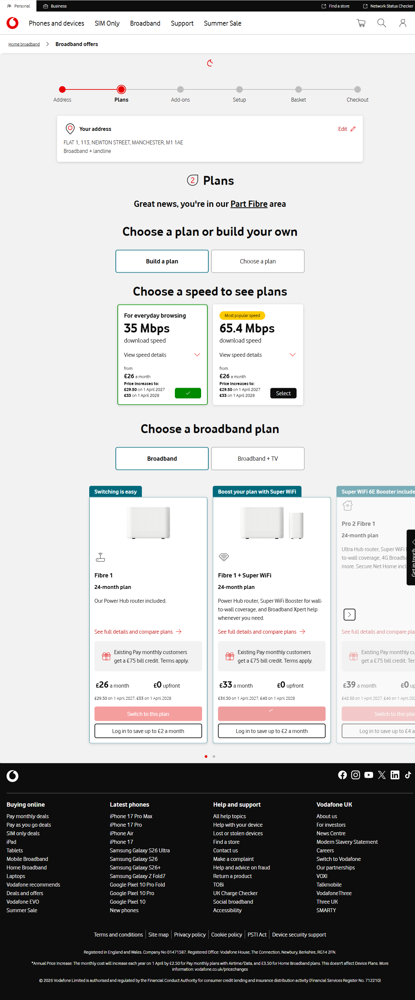 Personal
Business
Find a store
Network Status Checker
Phones and devices
SIM Only
Broadband
Support
Summer Sale
Home broadband
Broadband offers
Address
Plans
Add-ons
Setup
Basket
Checkout
Your address
Edit
FLAT 1, 113, NEWTON STREET, MANCHESTER, M1 1AE
Broadband + landline
2 Plans
Great news, you're in our Part Fibre area
Choose a plan or build your own
Build a plan
Choose a plan
Choose a speed to see plans
For everyday browsing
35 Mbps
download speed
View speed details
from
£26 a month
Price increases to:
£29.50 on 1 April 2027
£33 on 1 April 2028
Most popular speed
65.4 Mbps
download speed
View speed details
from
£26 a month
Price increases to:
£29.50 on 1 April 2027
£33 on 1 April 2028
Select
Choose a broadband plan
Broadband
Broadband + TV
Switching is easy
Fibre 1
24-month plan
Our Power Hub router included.
See full details and compare plans
Existing Pay monthly customers
get a £75 bill credit. Terms apply.
£26 a month
£0 upfront
£29.50 on 1 April 2027, £33 on 1 April 2028
Switch to this plan
Log in to save up to £2 a month
Boost your plan with Super WiFi
Fibre 1 + Super WiFi
24-month plan
Power Hub router, Super WiFi Booster for wall-
to-wall coverage, and Broadband Xpert help
whenever you need.
See full details and compare plans
Existing Pay monthly customers
get a £75 bill credit. Terms apply.
£33 a month
£0 upfront
£36.50 on 1 April 2027, £40 on 1 April 2028
Log in to save up to £2 a month
Super WiFi 6E Booster include
Pro 2 Fibre 1
24-month plan
Ultra Hub router, Super WiFi
to-wall coverage, 4G Broadba
more. Secure Net Home incl
See full details and compare pla
Existing Pay monthly cu
get a £75 bill credit. Ter
£39 a month
£0 up
£42.50 on 1 April 2027, £46 on 1 April 202
Switch to this plan
Log in to save up to £4 a
Get in touch
Buying online
Pay monthly deals
Pay as you go deals
SIM only deals
iPad
Tablets
Mobile Broadband
Home Broadband
Laptops
Vodafone recommends
Deals and offers
Vodafone EVO
Summer Sale
Latest phones
iPhone 17 Pro Max
iPhone 17 Pro
iPhone Air
iPhone 17
Samsung Galaxy S26 Ultra
Samsung Galaxy S26
Samsung Galaxy S26+
Samsung Galaxy Z Fold7
Google Pixel 10 Pro Fold
Google Pixel 10 Pro
Google Pixel 10
New phones
Help and support
All help topics
Help with your device
Lost or stolen devices
Find a store
Contact us
Make a complaint
Help and advice on fraud
Return a product
TOBi
UK Charge Checker
Social broadband
Accessibility
Vodafone UK
About us
For investors
News Centre
Modern Slavery Statement
Careers
Switch to Vodafone
Our partnerships
VOXI
Talkmobile
VodafoneThree
Three UK
SMARTY
Terms and conditions
Site map
Privacy policy
Cookie policy
PSTI Act
Device security support
Registered in England and Wales. Company No 01471587. Registered Office: Vodafone House, The Connection, Newbury, Berkshire, RG14 2FN.
*Annual Price Increase: The monthly cost will increase each year on 1 April by £2.50 for Pay monthly plans with Airtime/Data, and £3.50 for Home Broadband plans. This doesn't affect Device Plans. More
information: vodafone.co.uk/pricechanges
© 2026 Vodafone Limited is authorised and regulated by the Financial Conduct Authority for consumer credit lending and insurance distribution activity (Financial Services Register No. 712210)